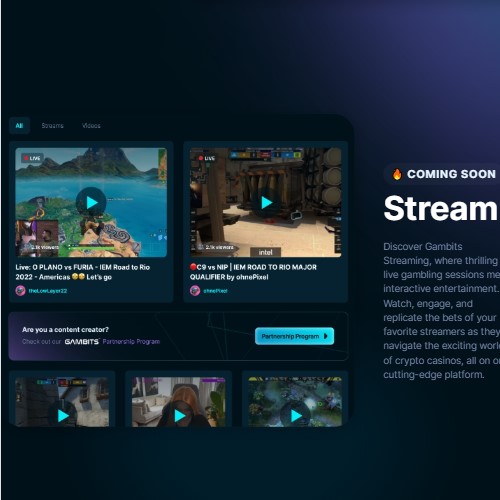 All Streams Videos
LIVE
2.3k viewers
Live: O PLANO vs FURIA - IEM Road to Rio
2022 - Americas 😎😎 Let's go
theLowLayer22
LIVE
2.1k viewers
intel
🔴C9 vs NiP | IEM ROAD TO RIO MAJOR
QUALIFIER by ohnePixel
ohnePixel
Are you a content creator?
Check out our GAMBITS Partnership Program
Partnership Program
🔥 COMING SOON
Stream
Discover Gambits
Streaming, where thrilling
live gambling sessions me
interactive entertainment.
Watch, engage, and
replicate the bets of your
favorite streamers as they
navigate the exciting worl
of crypto casinos, all on o
cutting-edge platform.